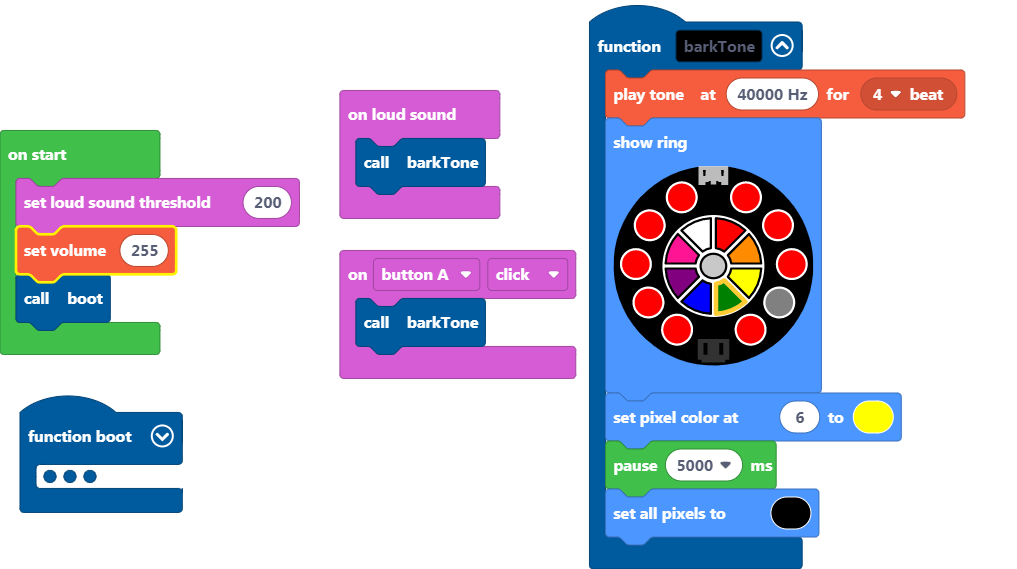 on start
set loud sound threshold 200
set volume 255
call boot
function boot
on loud sound
call barkTone
on button A click
call barkTone
function barkTone
play tone at 40000 Hz for 4 beat
show ring
set pixel color at 6 to
pause 5000 ms
set all pixels to